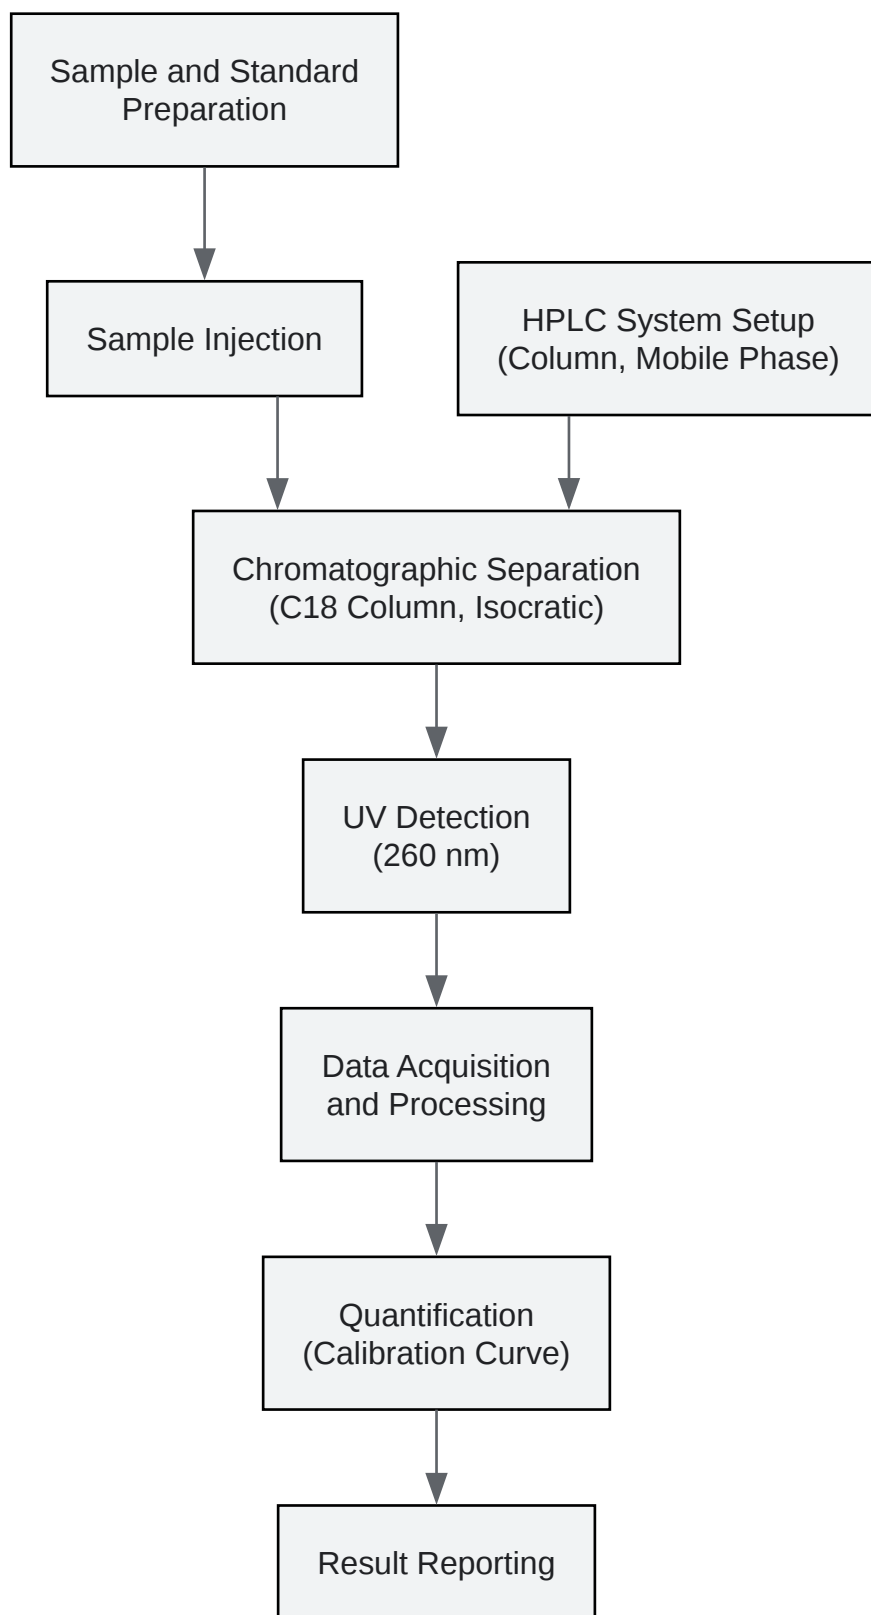 Sample and Standard
Preparation
Sample Injection
HPLC System Setup
(Column, Mobile Phase)
Chromatographic Separation
(C18 Column, Isocratic)
UV Detection
(260 nm)
Data Acquisition
and Processing
Quantification
(Calibration Curve)
Result Reporting